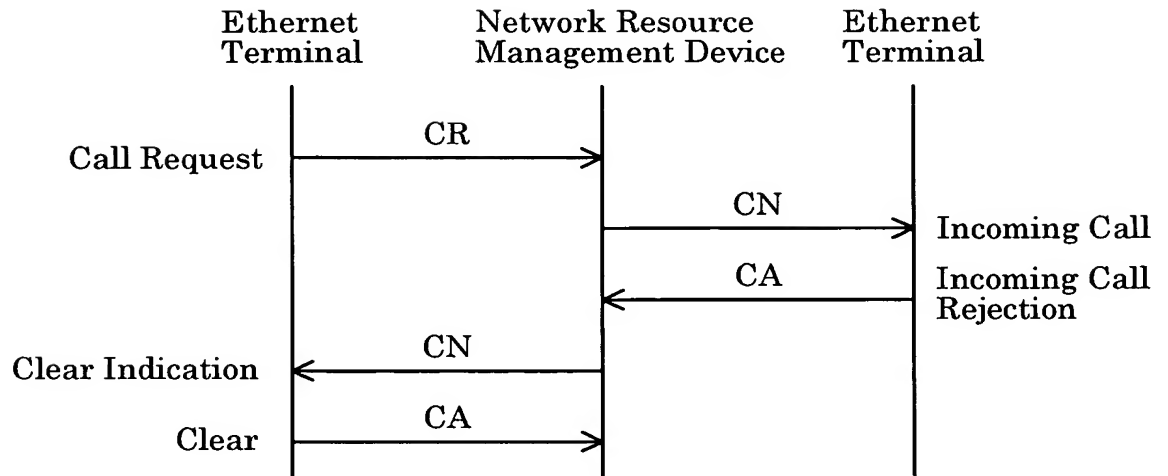 Ethernet
Terminal
Network Resource
Management Device
Ethernet
Terminal
CR
Call Request
CN
Incoming Call
CA
Incoming Call
Rejection
CN
Clear Indication
CA
Clear